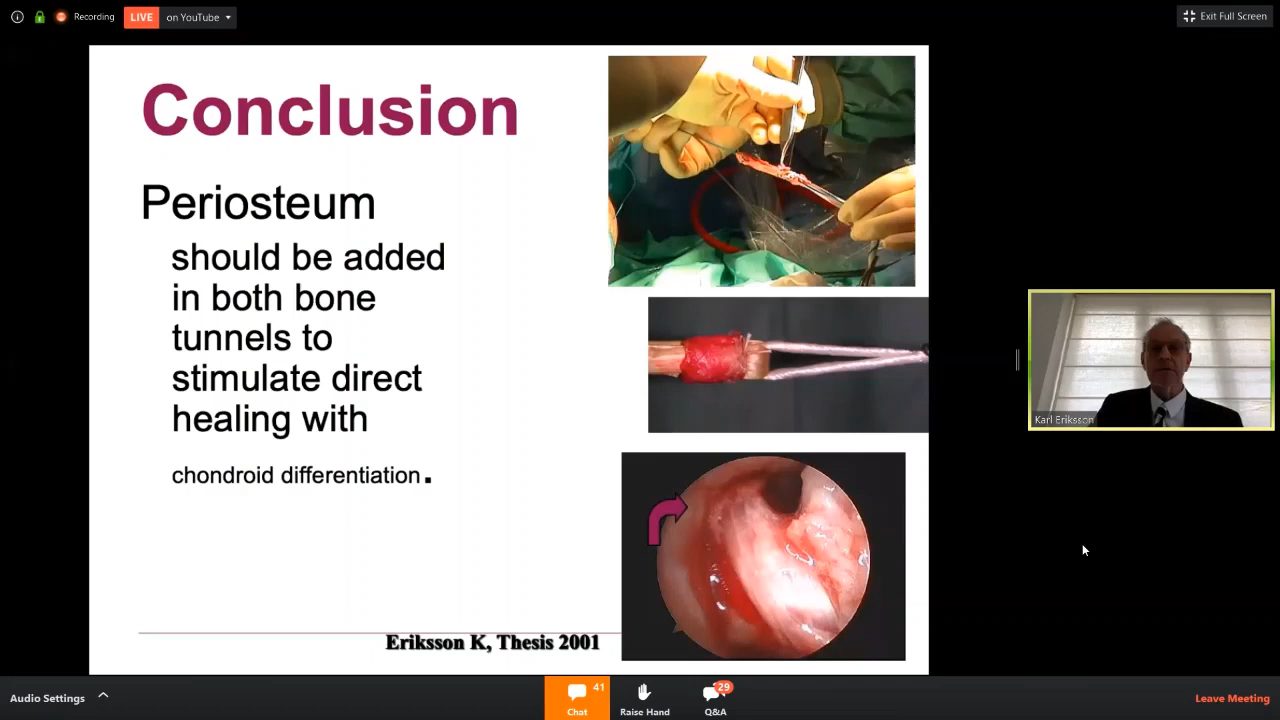 Recording
LIVE
on YouTube
Exit Full Screen
Conclusion
Periosteum
should be added
in both bone
tunnels to
stimulate direct
healing with
chondroid differentiation.
Eriksson K, Thesis 2001
Karl Eriksson
Audio Settings
41
Chat
Raise Hand
29
Q&A
Leave Meeting